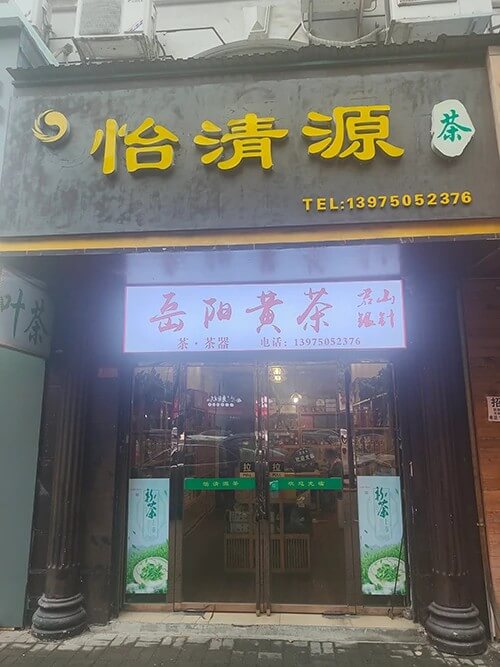 怡清源
茶
TEL:13975052376
岳阳黄茶
君山
银针
茶·茶器
电话:13975052376
叶茶
招
拉
拉
怡清源茶
欢迎光临
新茶
新茶